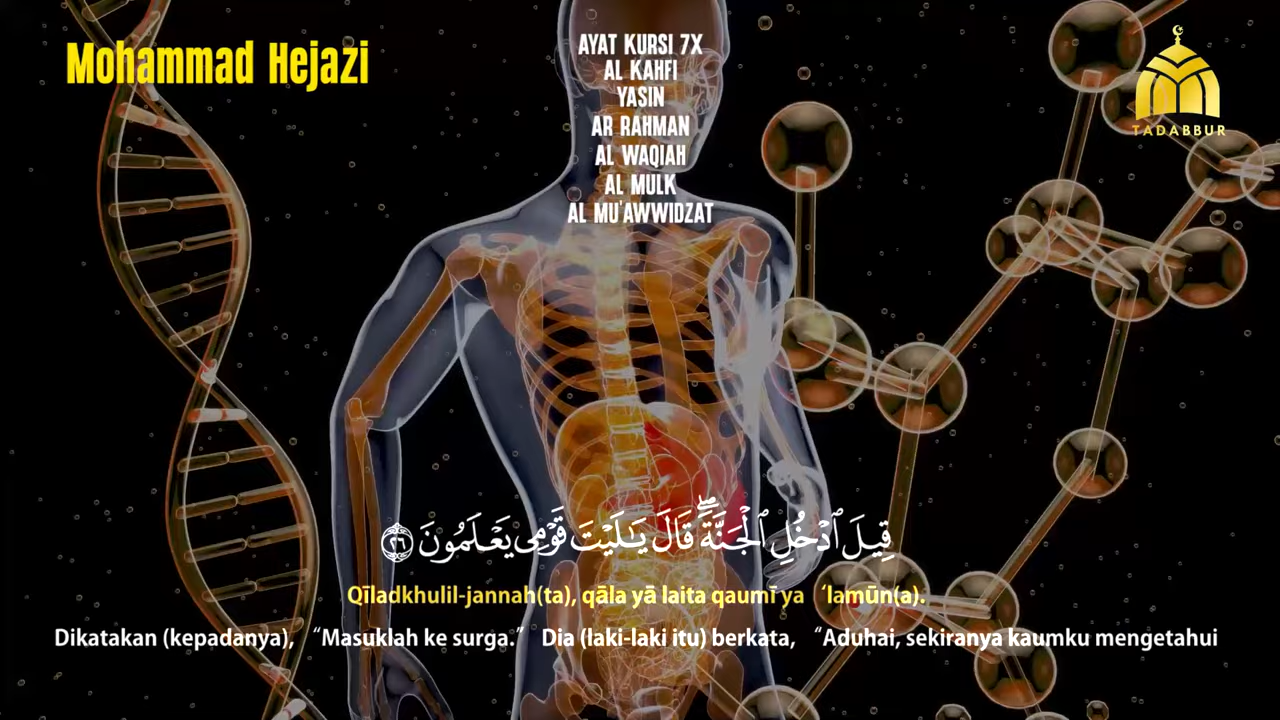 Mohammad Hejazi
AYAT KURSI 7X
AL KAHFI
YASIN
AR RAHMAN
AL WAQIAH
AL MULK
AL MU'AWWIDZAT
TADABBUR
قِيلَ ٱدْخُلِ ٱلْجَنَّةَ ۖ قَالَ يَـٰلَيْتَ قَوْمِى يَعْلَمُونَ ٢٦
Qīladkhulil-jannah(ta), qāla yā laita qaumī ya ‘lamūn(a).
Dikatakan (kepadanya), “Masuklah ke surga.” Dia (laki-laki itu) berkata, “Aduhai, sekiranya kaumku mengetahui